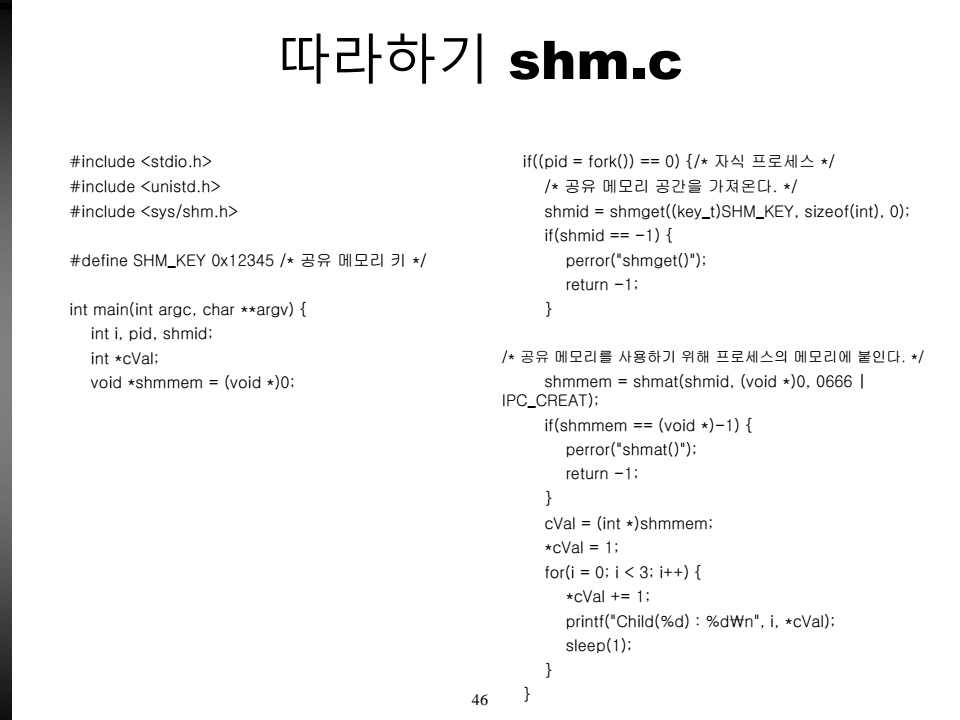 따라하기 shm.c
#include <stdio.h>
#include <unistd.h>
#include <sys/shm.h>
#define SHM_KEY 0x12345 /* 공유 메모리 키 */
int main(int argc, char **argv) {
int i, pid, shmid;
int *cVal;
void *shmmem = (void *)0;
if((pid = fork()) == 0) {/* 자식 프로세스 */
/* 공유 메모리 공간을 가져온다. */
shmid = shmget((key_t)SHM_KEY, sizeof(int), 0);
if(shmid == -1) {
perror("shmget()");
return -1;
}
/* 공유 메모리를 사용하기 위해 프로세스의 메모리에 붙인다. */
shmmem = shmat(shmid, (void *)0, 0666 |
IPC_CREAT);
if(shmmem == (void *)-1) {
perror("shmat()");
return -1;
}
cVal = (int *)shmmem;
*cVal = 1;
for(i = 0; i < 3; i++) {
*cVal += 1;
printf("Child(%d) : %d₩n", i, *cVal);
sleep(1);
}
}
46